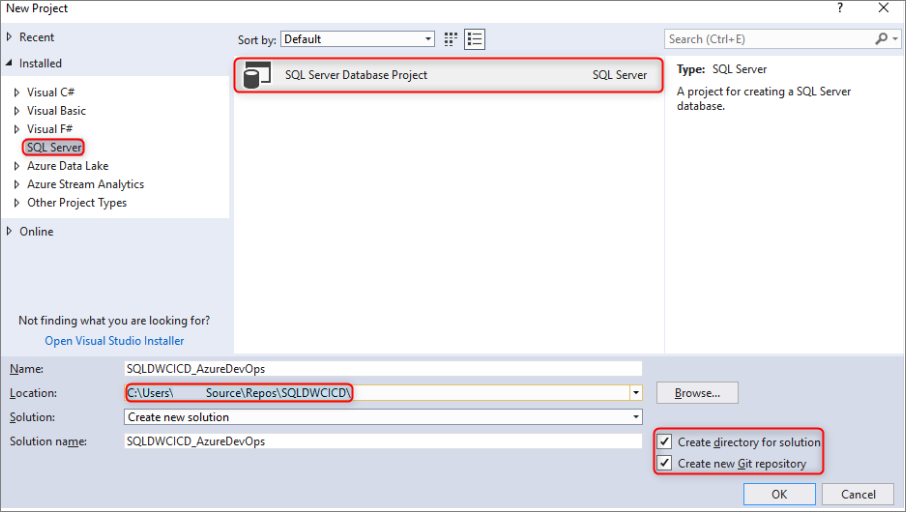 New Project
?
Recent
Sort by: Default
Search (Ctrl+E)
Installed
SQL Server Database Project SQL Server
Type: SQL Server
A project for creating a SQL Server
database.
Visual C#
Visual Basic
Visual F#
SQL Server
Azure Data Lake
Azure Stream Analytics
Other Project Types
Online
Not finding what you are looking for?
Open Visual Studio Installer
Name: SQLDWCICD_AzureDevOps
Location: C:\Users\ Source\Repos\SQLDWCICD\
Browse...
Solution: Create new solution
Solution name: SQLDWCICD_AzureDevOps
Create directory for solution
Create new Git repository
OK Cancel